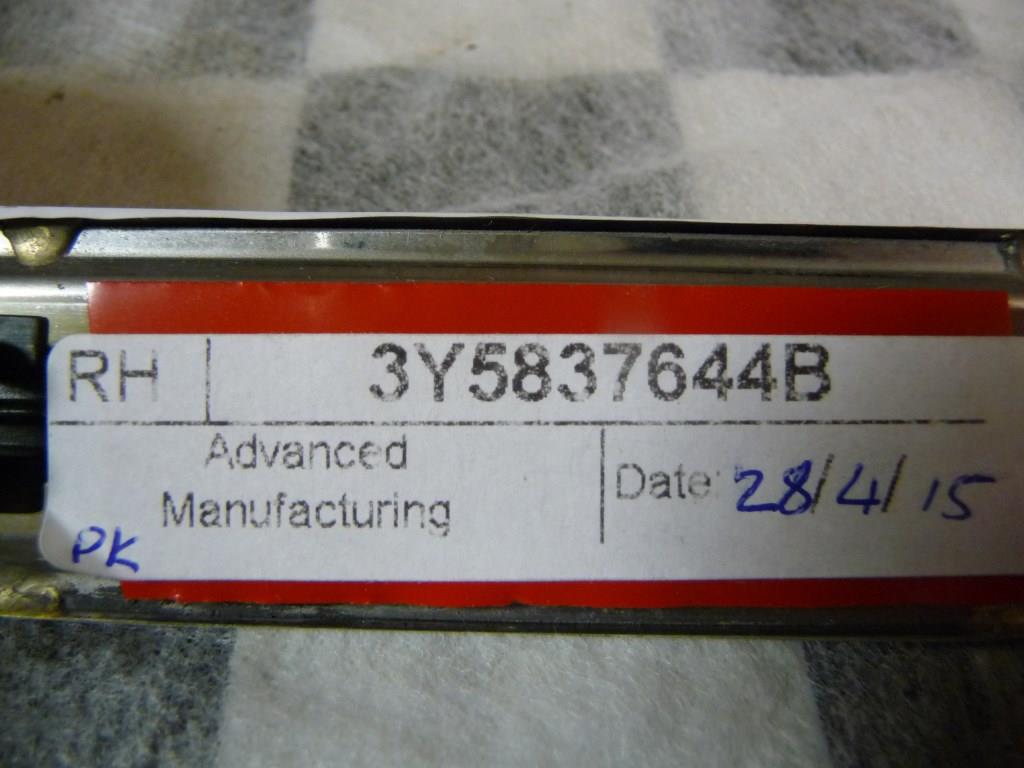 RH 3Y5837644B
Advanced
Manufacturing
Date: 28/4/15
PK